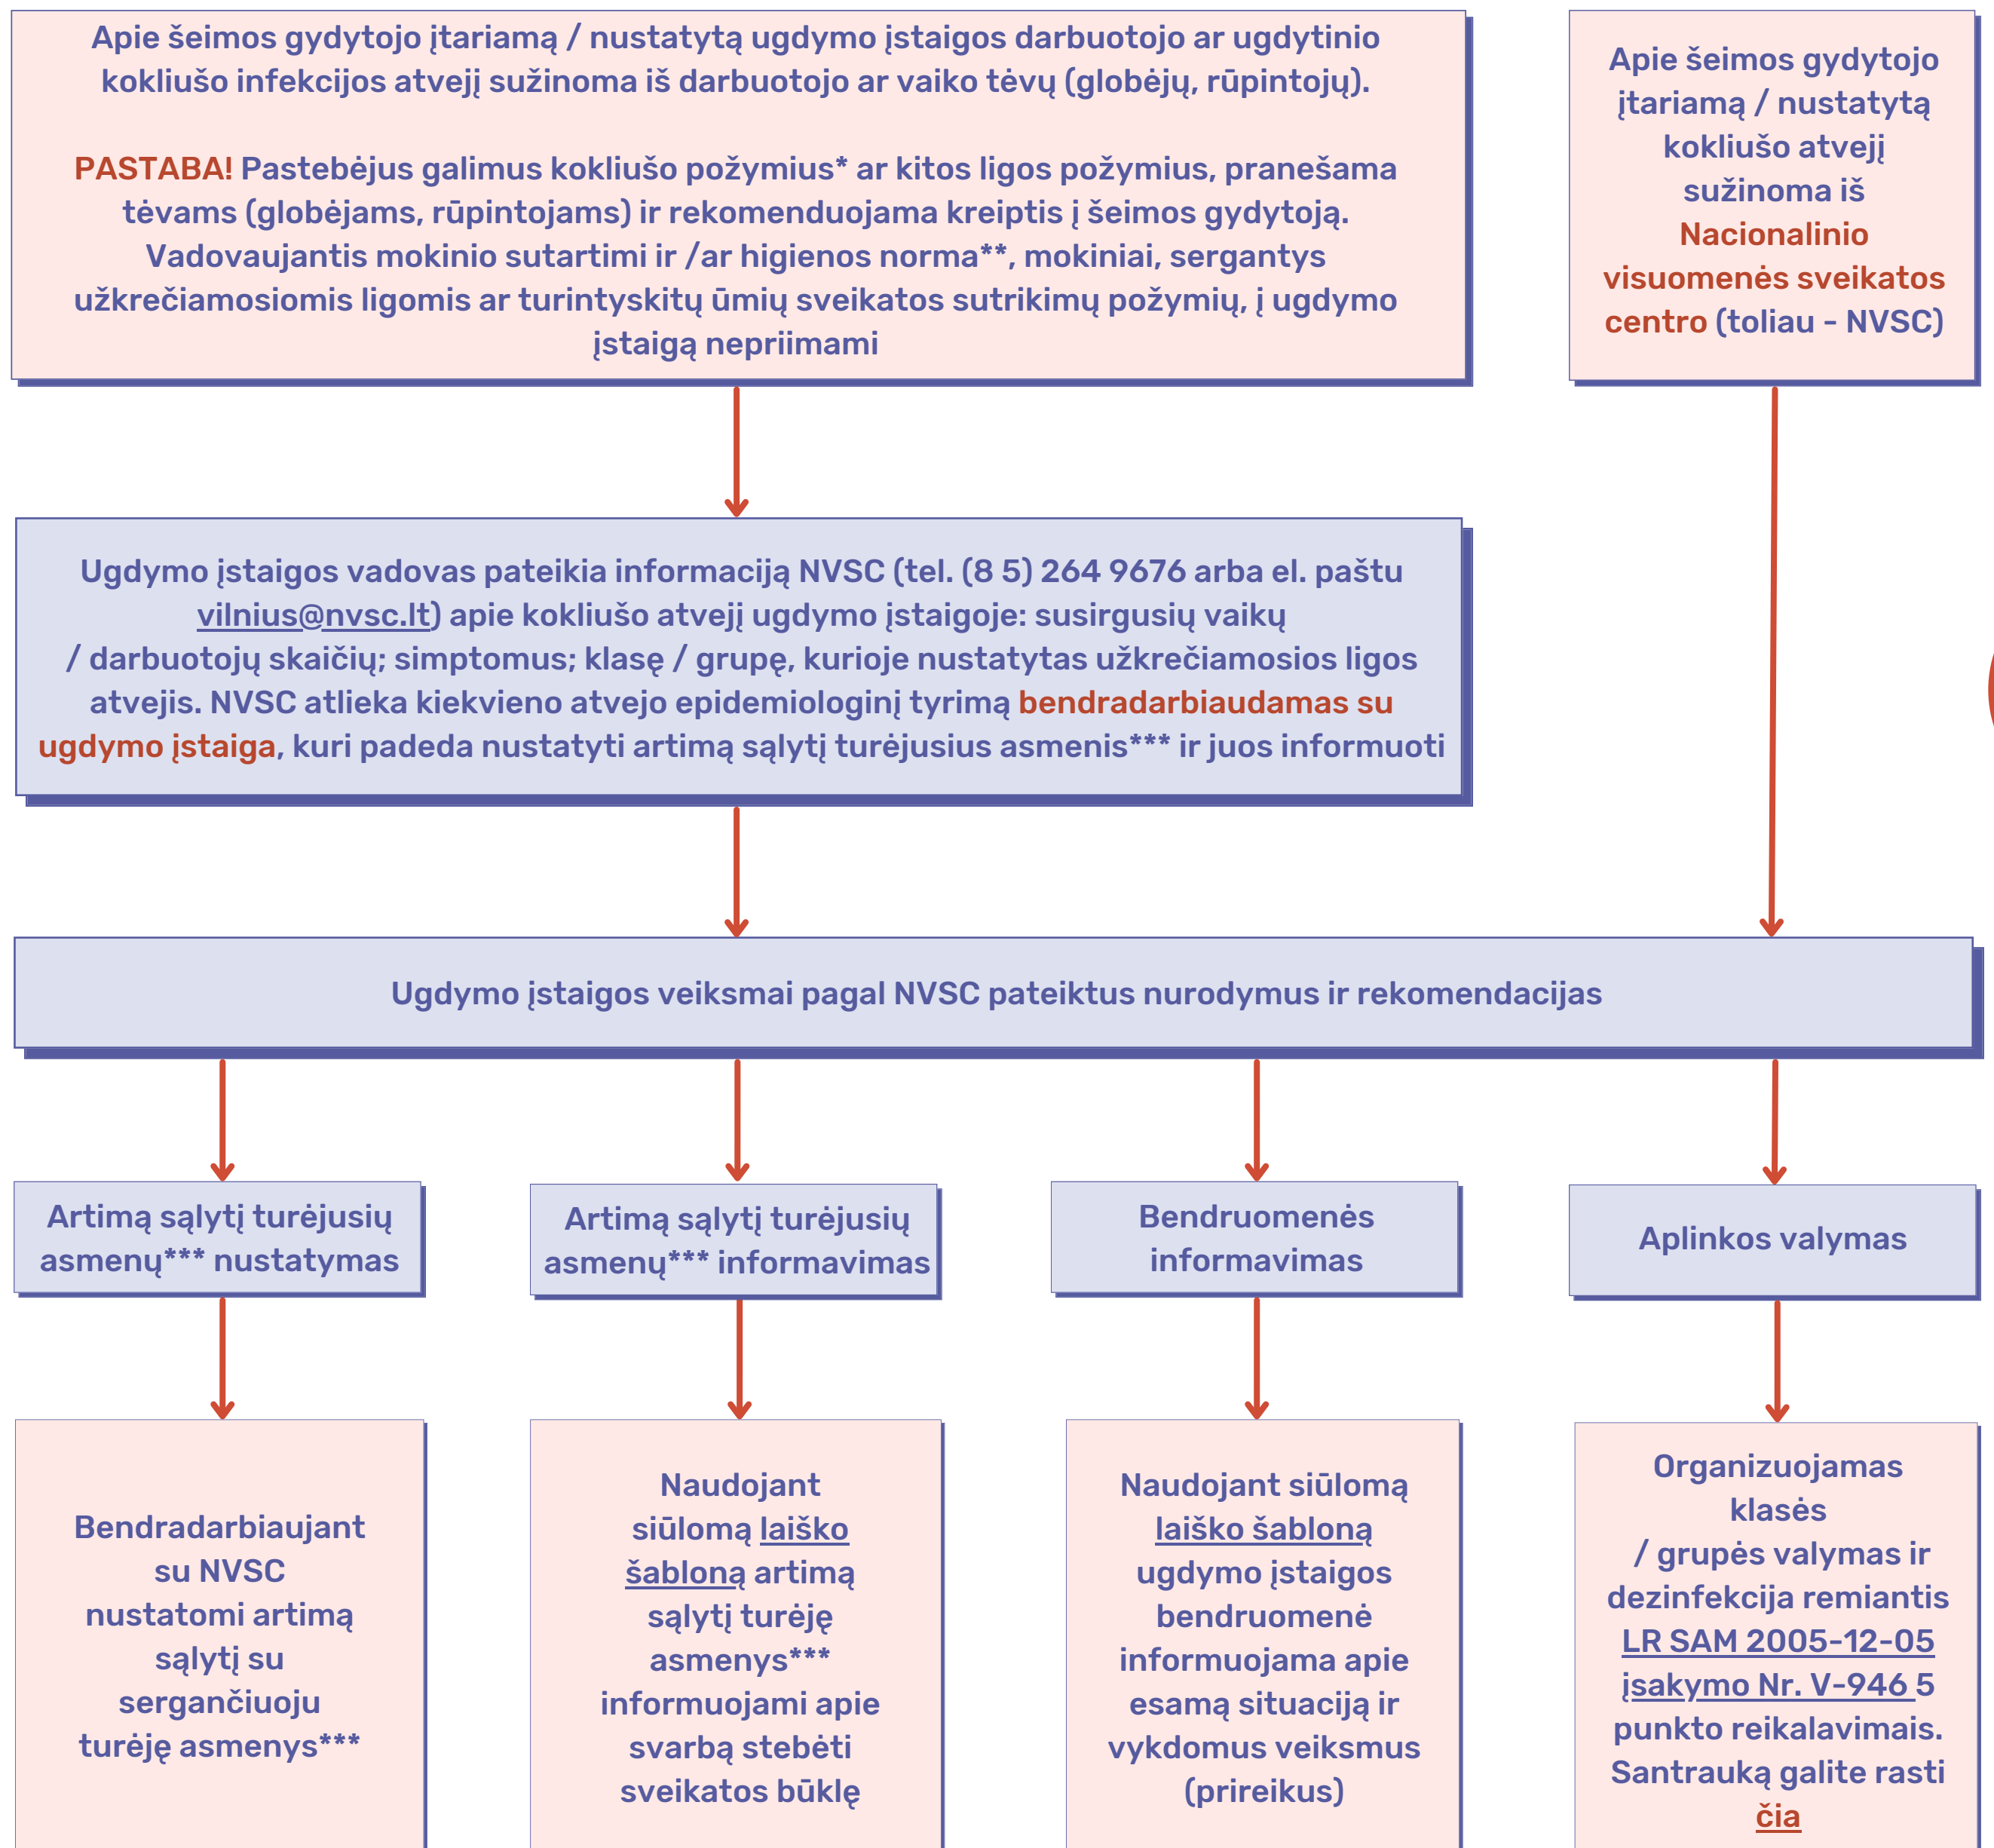 Apie šeimos gydytojo įtariamą / nustatytą ugdymo įstaigos darbuotojo ar ugdytinio
kokliušo infekcijos atvejį sužinoma iš darbuotojo ar vaiko tėvų (globėjų, rūpintojų).
PASTABA! Pastebėjus galimus kokliušo požymius* ar kitos ligos požymius, pranešama
tėvams (globėjams, rūpintojams) ir rekomenduojama kreiptis į šeimos gydytoją.
Vadovaujantis mokinio sutartimi ir /ar higienos norma**, mokiniai, sergantys
užkrečiamosiomis ligomis ar turintyskitų ūmių sveikatos sutrikimų požymių, į ugdymo
įstaigą nepriimami
Apie šeimos gydytojo
įtariamą / nustatytą
kokliušo atvejį
sužinoma iš
Nacionalinio
visuomenės sveikatos
centro (toliau - NVSC)
Ugdymo įstaigos vadovas pateikia informaciją NVSC (tel. (8 5) 264 9676 arba el. paštu
vilnius@nvsc.lt) apie kokliušo atvejį ugdymo įstaigoje: susirgusių vaikų
/ darbuotojų skaičių; simptomus; klasę / grupę, kurioje nustatytas užkrečiamosios ligos
atvejis. NVSC atlieka kiekvieno atvejo epidemiologinį tyrimą bendradarbiaudamas su
ugdymo įstaiga, kuri padeda nustatyti artimą sąlytį turėjusius asmenis*** ir juos informuoti
Ugdymo įstaigos veiksmai pagal NVSC pateiktus nurodymus ir rekomendacijas
Artimą sąlytį turėjusių
asmenų*** nustatymas
Artimą sąlytį turėjusių
asmenų*** informavimas
Bendruomenės
informavimas
Aplinkos valymas
Bendradarbiaujant
su NVSC
nustatomi artimą
sąlytį su
sergančiuoju
turėję asmenys***
Naudojant
siūlomą laiško
šabloną artimą
sąlytį turėję
asmenys***
informuojami apie
svarbą stebėti
sveikatos būklę
Naudojant siūlomą
laiško šabloną
ugdymo įstaigos
bendruomenė
informuojama apie
esamą situaciją ir
vykdomus veiksmus
(prireikus)
Organizuojamas
klasės
/ grupės valymas ir
dezinfekcija remiantis
LR SAM 2005-12-05
įsakymo Nr. V-946 5
punkto reikalavimais.
Santrauką galite rasti
čia